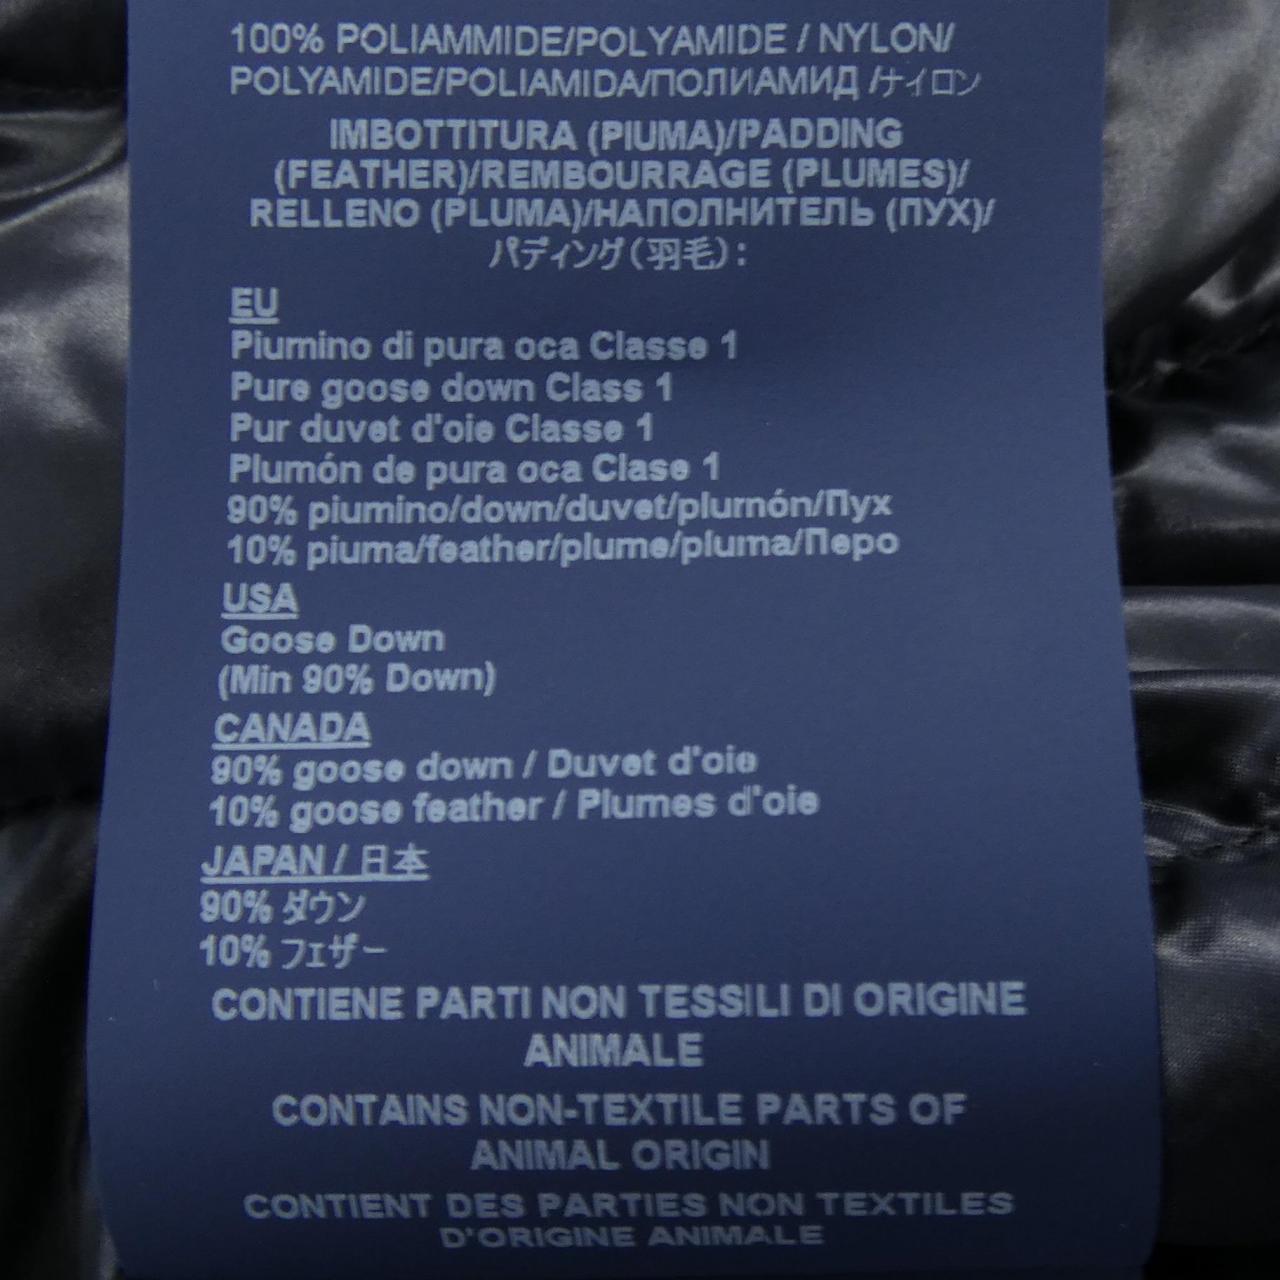 100% POLIAMMIDE/POLYAMIDE / NYLON/
POLYAMIDE/POLIAMIDA/ПОЛИАМИД /ナイロン
IMBOTTITURA (PIUMA)/PADDING
(FEATHER)/REMBOURRAGE (PLUMES)/
RELLENO (PLUMA)/НАПОЛНИТЕЛЬ (ПУХ)/
パディング(羽毛):
EU
Piumino di pura oca Classe 1
Pure goose down Class 1
Pur duvet d'oie Classe 1
Plumón de pura oca Clase 1
90% piumino/down/duvet/plumón/Пух
10% piuma/feather/plume/pluma/Перо
USA
Goose Down
(Min 90% Down)
CANADA
90% goose down / Duvet d'oie
10% goose feather / Plumes d'oie
JAPAN / 日本
90% ダウン
10% フェザー
CONTIENE PARTI NON TESSILI DI ORIGINE
ANIMALE
CONTAINS NON-TEXTILE PARTS OF
ANIMAL ORIGIN
CONTIENT DES PARTIES NON TEXTILES
D'ORIGINE ANIMALE